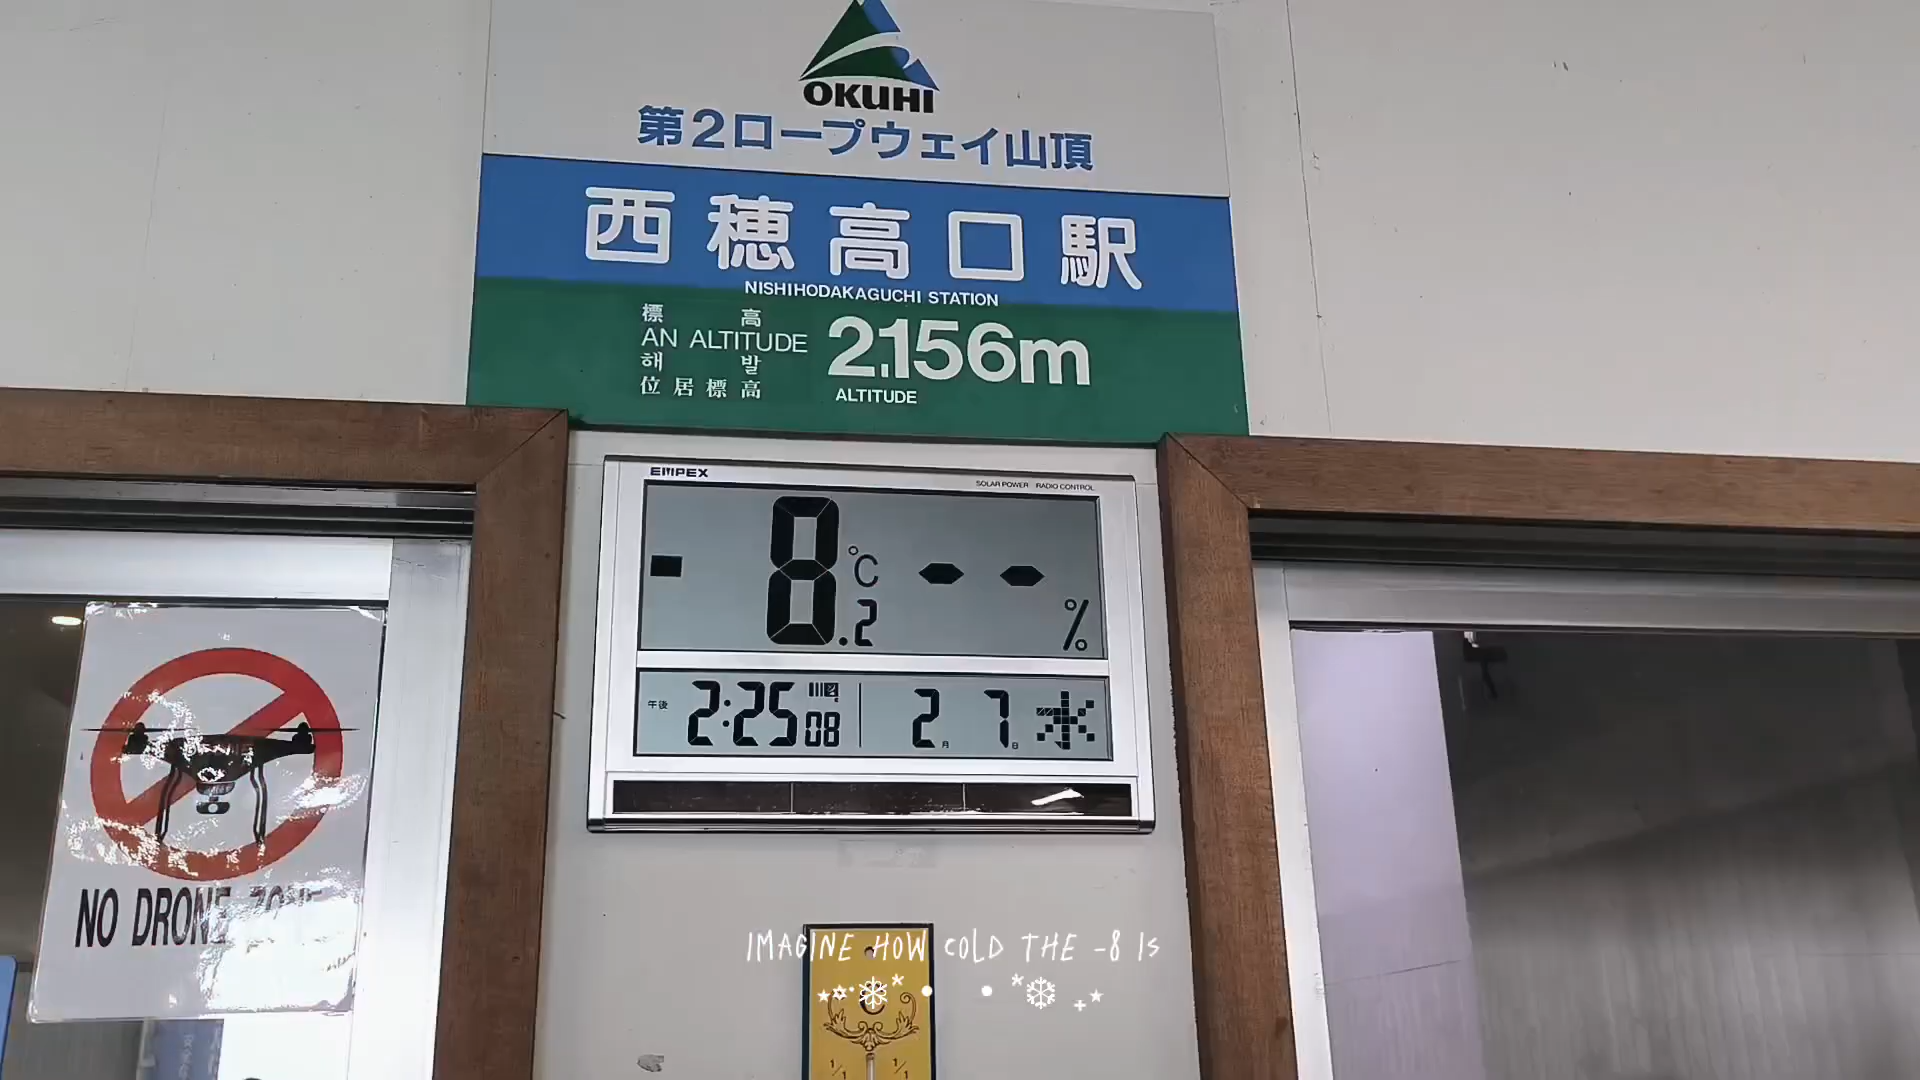 OKUHI
第2ロープウェイ山頂
西穂高口駅
NISHIHODAKAGUCHI STATION
標高
AN ALTITUDE
해발
位居標高
2.156m
ALTITUDE
EMPEX
SOLAR POWER RADIO CONTROL
-8.2 ℃ -- %
午後 2:25 08
2月 7日 水
NO DRONE ZONE
IMAGINE HOW COLD THE -8 IS